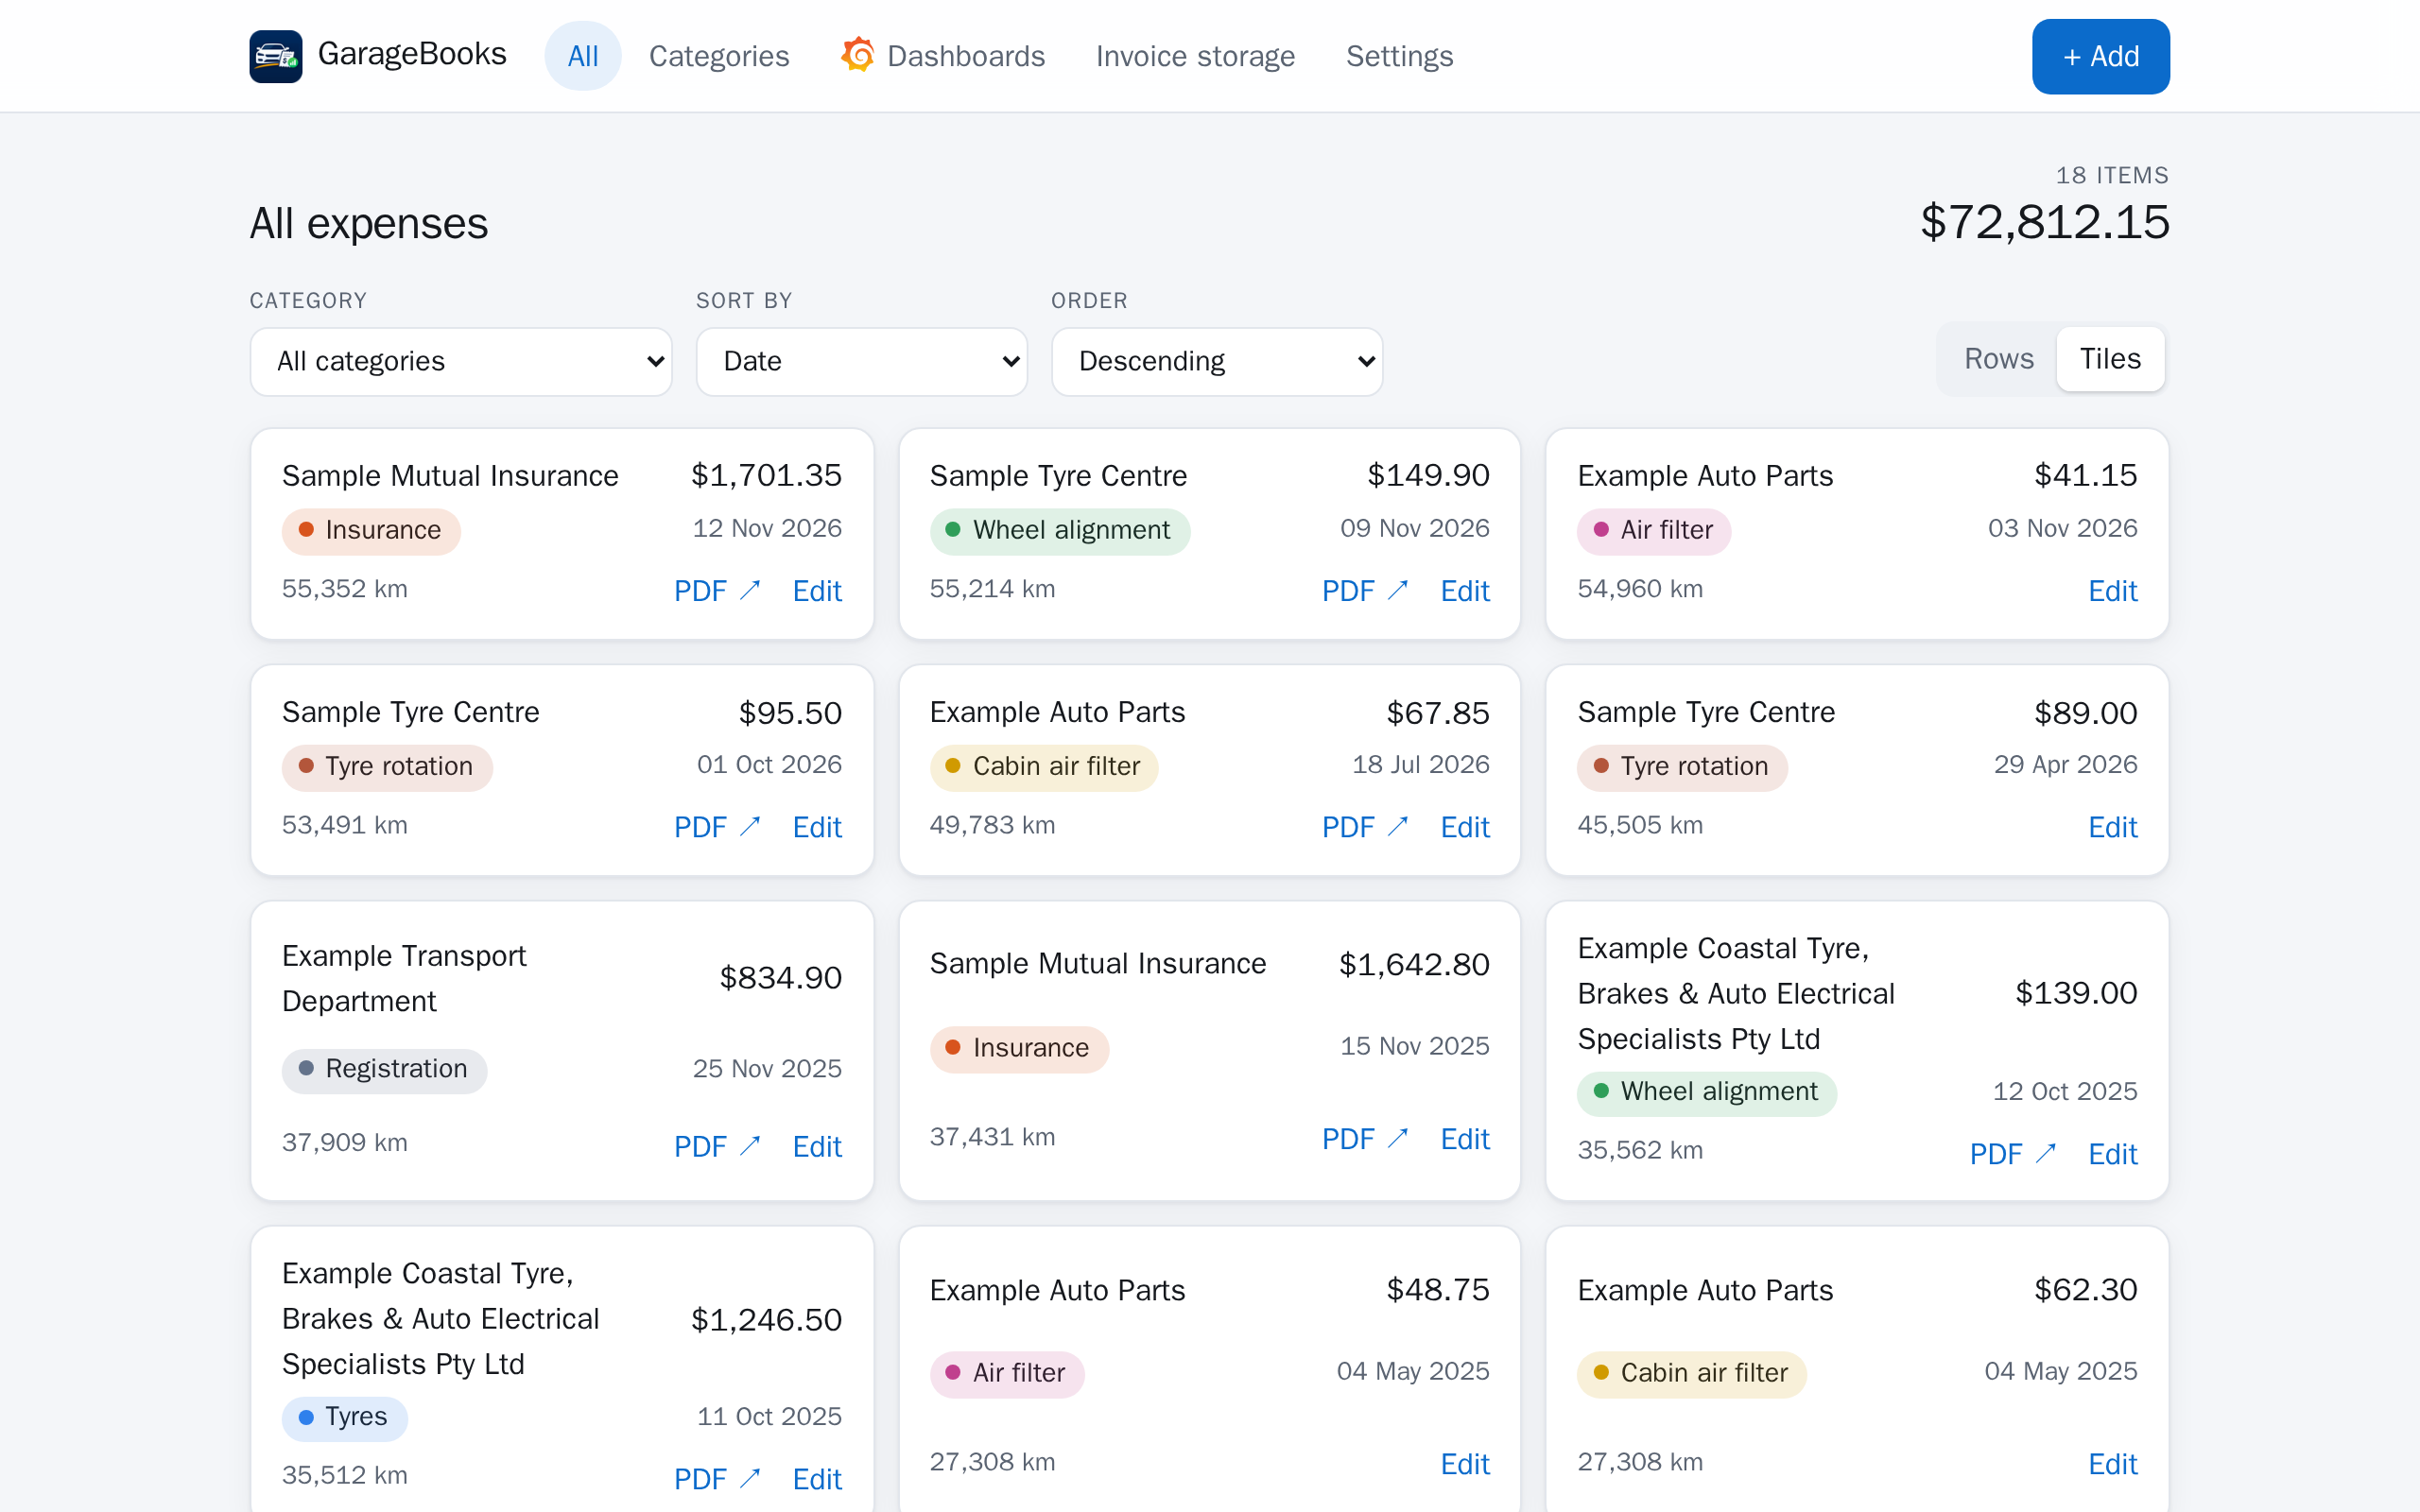 GarageBooks
All
Categories
Dashboards
Invoice storage
Settings
+ Add
All expenses
18 ITEMS
$72,812.15
CATEGORY
SORT BY
ORDER
All categories
Date
Descending
Rows
Tiles
Sample Mutual Insurance
$1,701.35
Insurance
12 Nov 2026
55,352 km
PDF ↗
Edit
Sample Tyre Centre
$149.90
Wheel alignment
09 Nov 2026
55,214 km
PDF ↗
Edit
Example Auto Parts
$41.15
Air filter
03 Nov 2026
54,960 km
Edit
Sample Tyre Centre
$95.50
Tyre rotation
01 Oct 2026
53,491 km
PDF ↗
Edit
Example Auto Parts
$67.85
Cabin air filter
18 Jul 2026
49,783 km
PDF ↗
Edit
Sample Tyre Centre
$89.00
Tyre rotation
29 Apr 2026
45,505 km
Edit
Example Transport
Department
$834.90
Registration
25 Nov 2025
37,909 km
PDF ↗
Edit
Sample Mutual Insurance
$1,642.80
Insurance
15 Nov 2025
37,431 km
PDF ↗
Edit
Example Coastal Tyre,
Brakes & Auto Electrical
Specialists Pty Ltd
$139.00
Wheel alignment
12 Oct 2025
35,562 km
PDF ↗
Edit
Example Coastal Tyre,
Brakes & Auto Electrical
Specialists Pty Ltd
$1,246.50
Tyres
11 Oct 2025
35,512 km
PDF ↗
Edit
Example Auto Parts
$48.75
Air filter
04 May 2025
27,308 km
Edit
Example Auto Parts
$62.30
Cabin air filter
04 May 2025
27,308 km
Edit